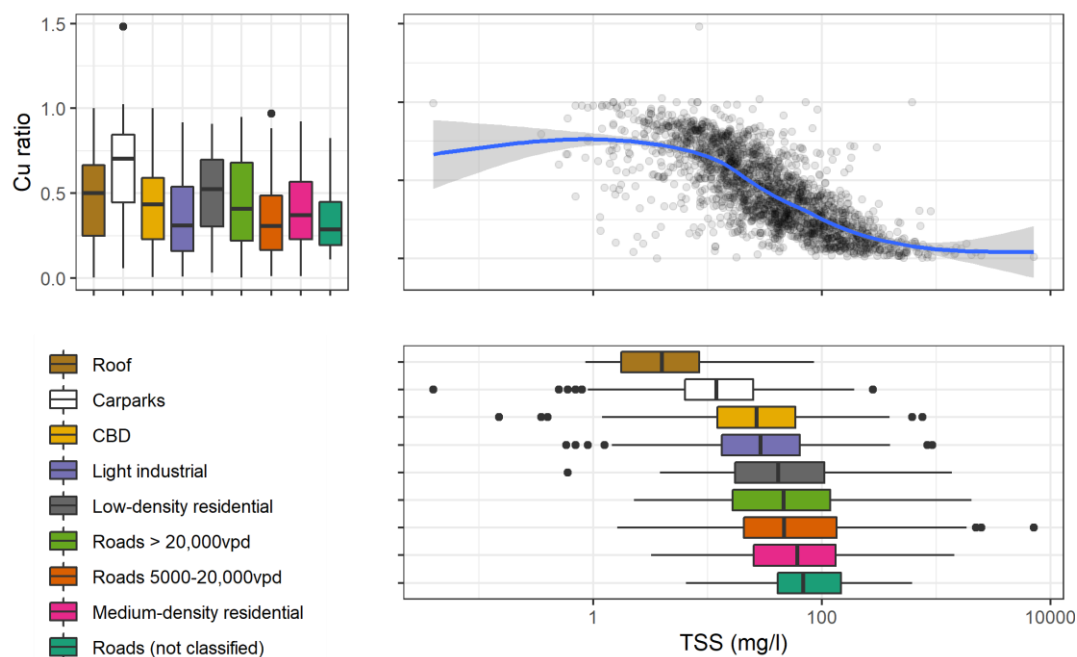 1.5
1.0
Cu ratio
0.5
0.0
Roof
Carparks
CBD
Light industrial
Low-density residential
Roads > 20,000vpd
Roads 5000-20,000vpd
Medium-density residential
Roads (not classified)
1 100 10000
TSS (mg/l)